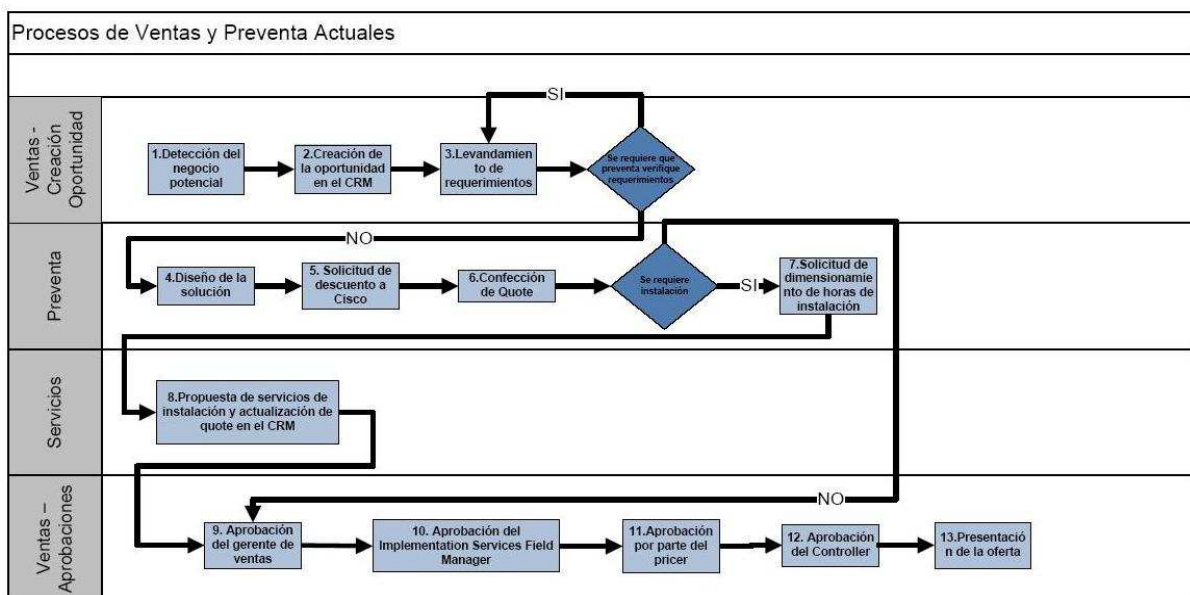 Procesos de Ventas y Preventa Actuales
Ventas -
Creación
Oportunidad
SI
1.Detección del
negocio
potencial
2.Creación de
la oportunidad
en el CRM
3.Levandamie
nto de
requerimientos
Se requiere que
preventa verifique
requerimientos
Preventa
NO
4.Diseño de la
solución
5. Solicitud de
descuento a
Cisco
6.Confección
de Quote
Se requiere
instalación
SI
7.Solicitud de
dimensionamie
nto de horas de
instalación
Servicios
8.Propuesta de servicios de
instalación y actualización de
quote en el CRM
Ventas –
Aprobaciones
NO
9. Aprobación
del gerente de
ventas
10. Aprobación del
Implementation Services Field
Manager
11.Aprobación
por parte del
pricer
12. Aprobación
del Controller
13.Presentació
n de la oferta